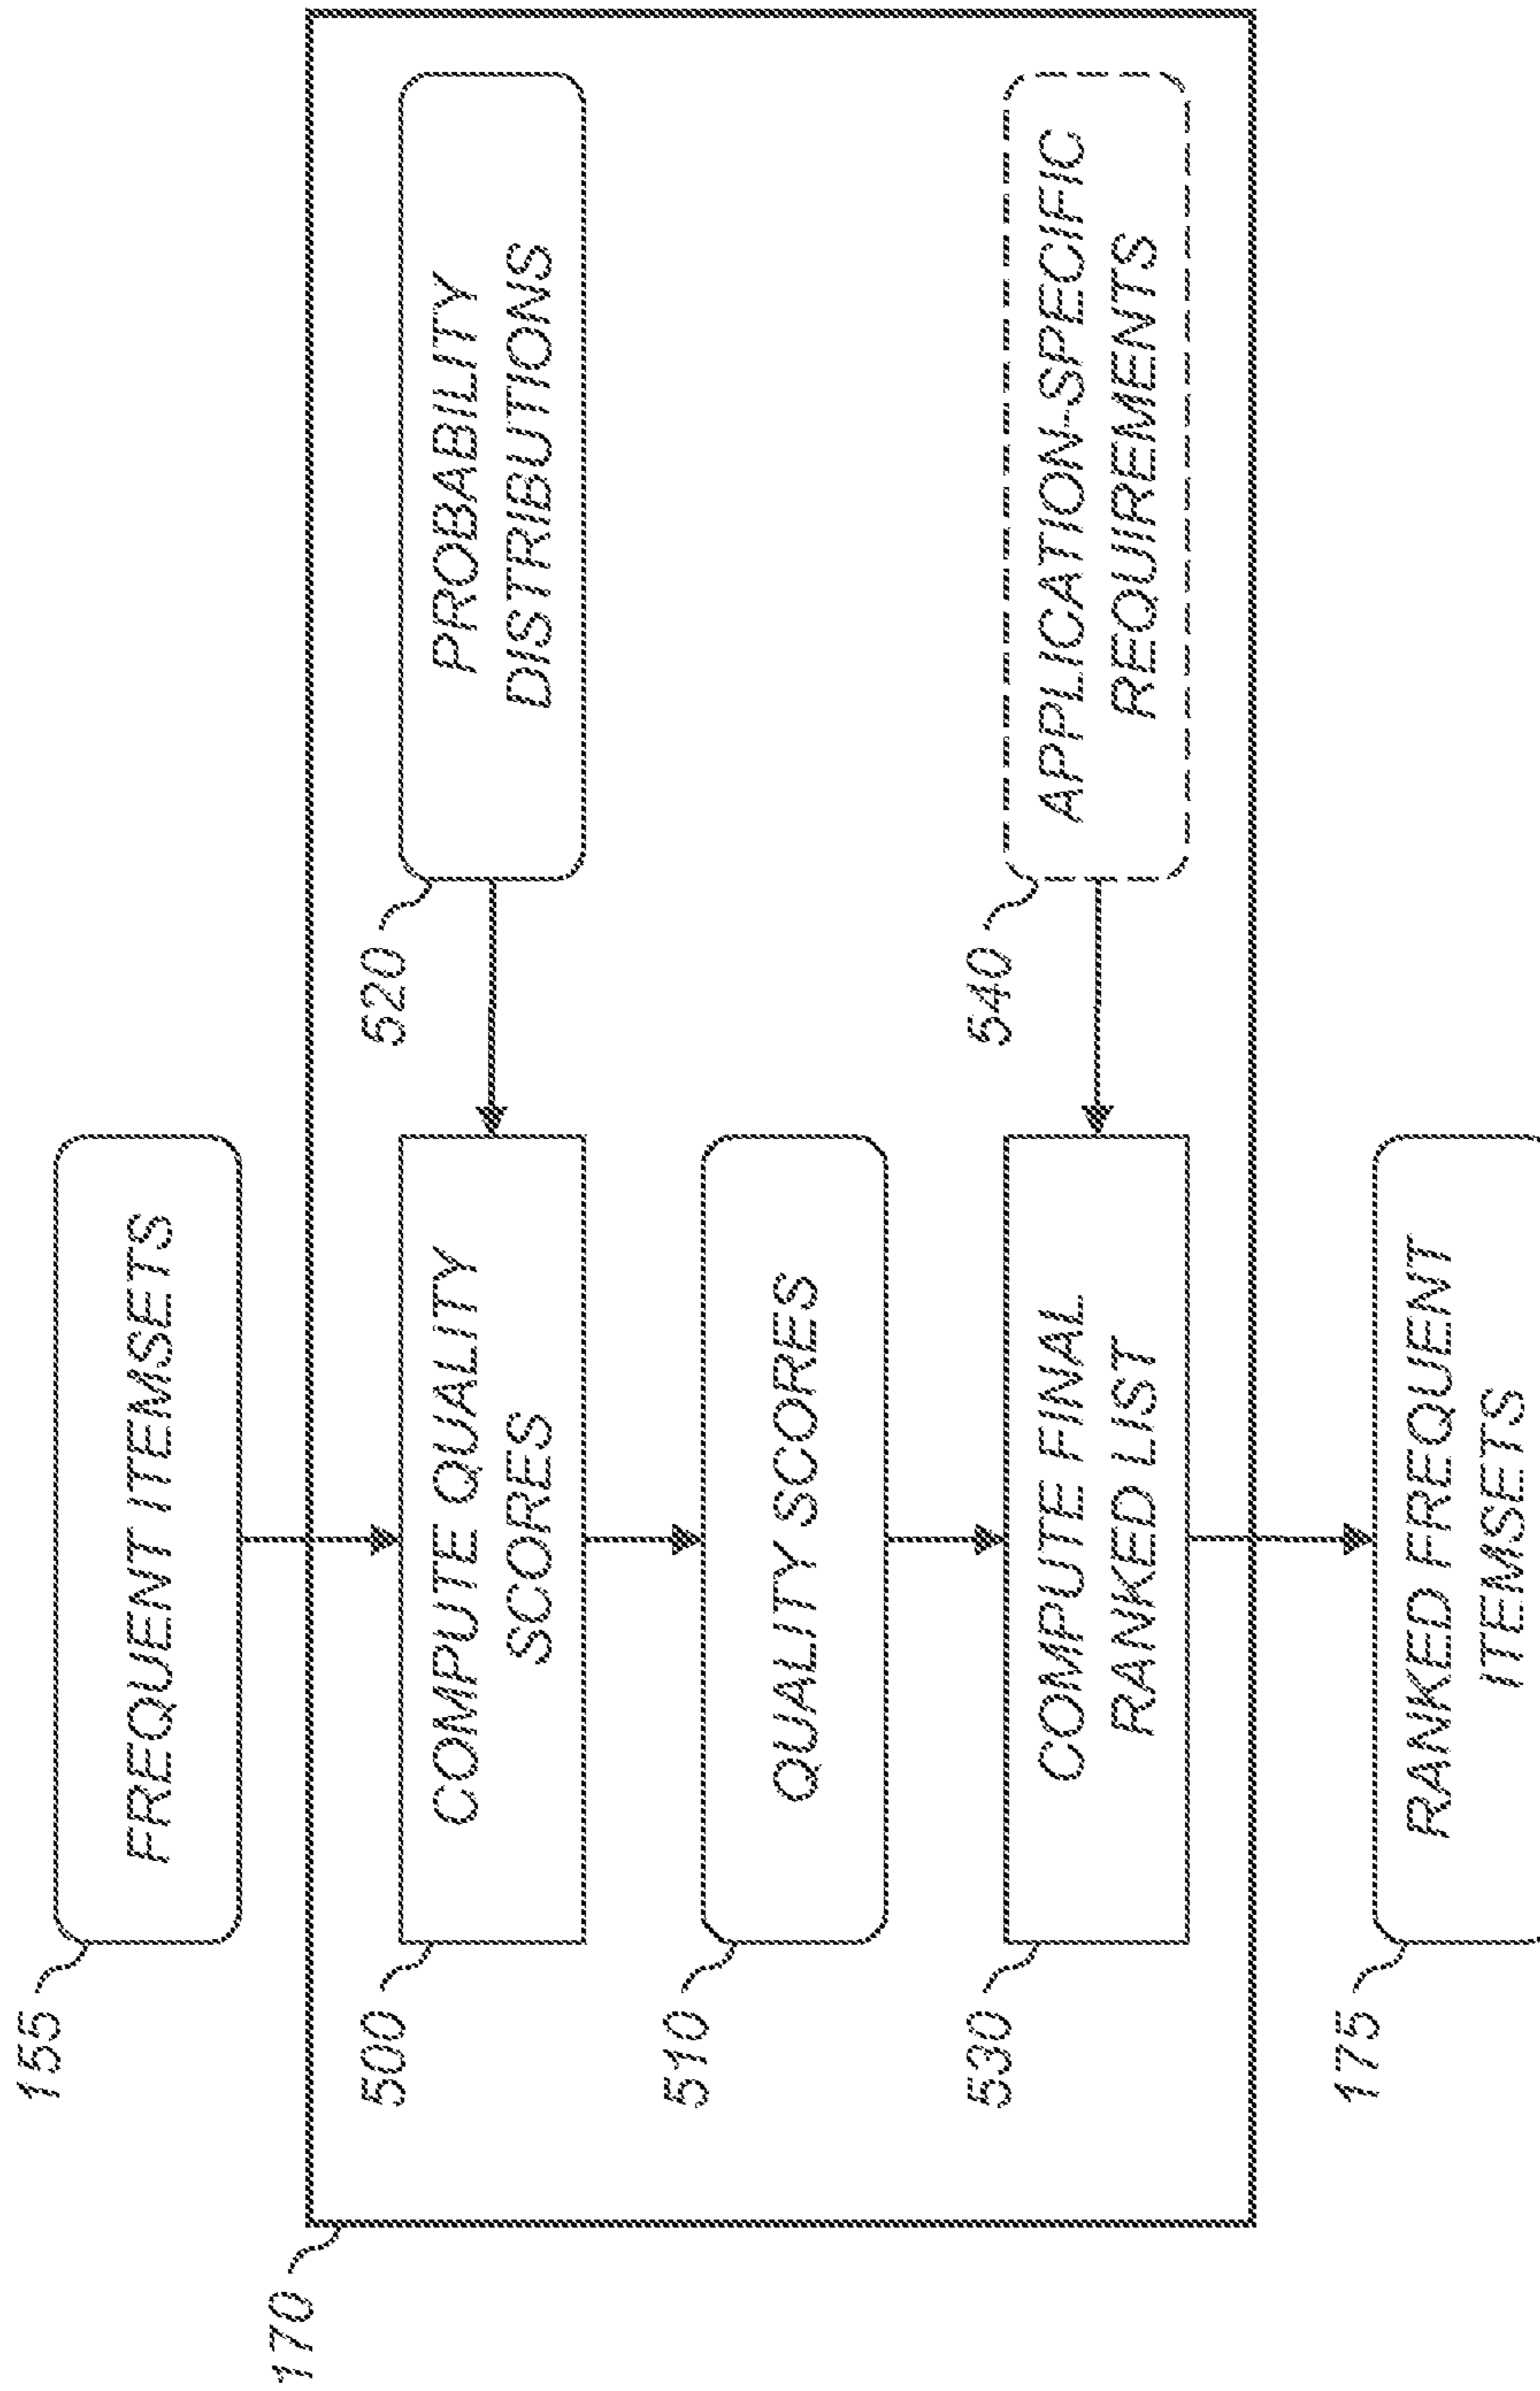 155
FREQUENT ITEMSETS
170
500
COMPUTE QUALITY
SCORES
520
PROBABILITY
DISTRIBUTIONS
510
QUALITY SCORES
530
COMPUTE FINAL
RANKED LIST
540
APPLICATION-SPECIFIC
REQUIREMENTS
175
RANKED FREQUENT
ITEMSETS